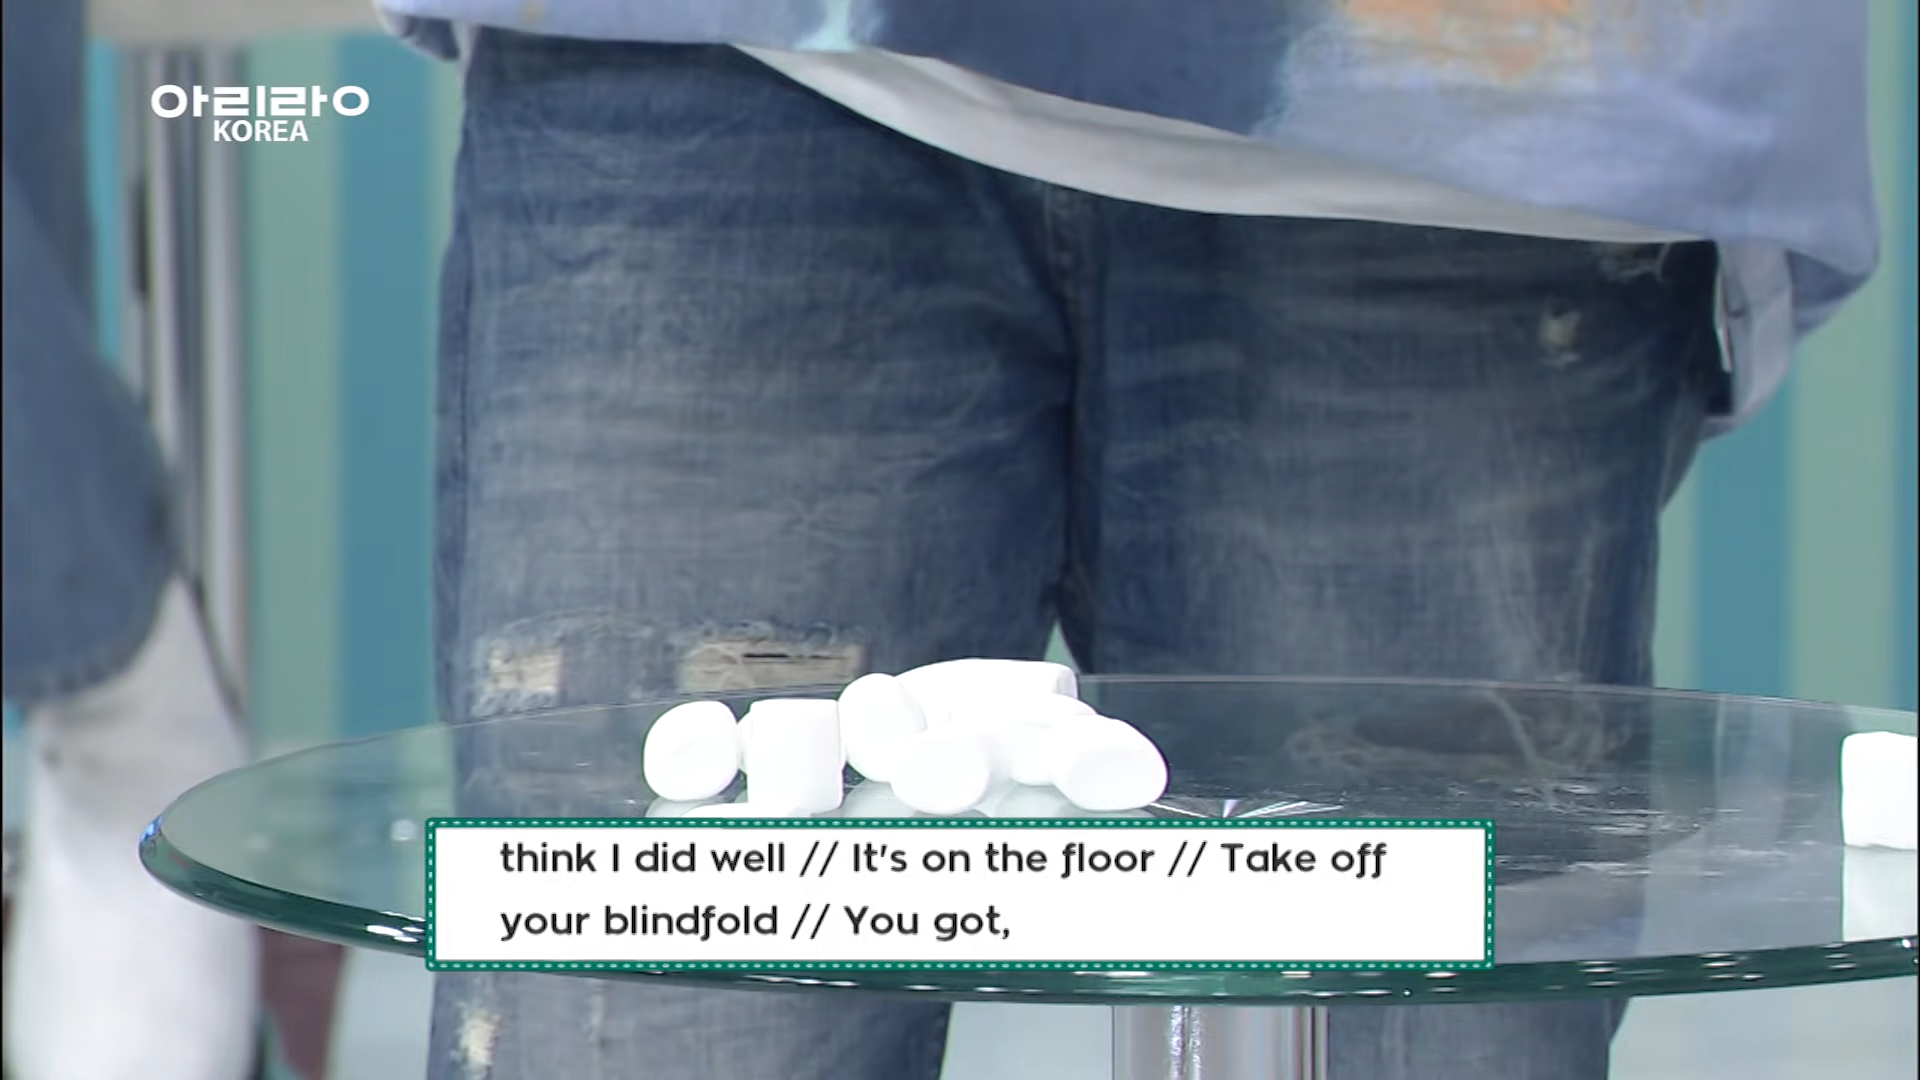 아리랑
KOREA
think I did well // It's on the floor // Take off
your blindfold // You got,